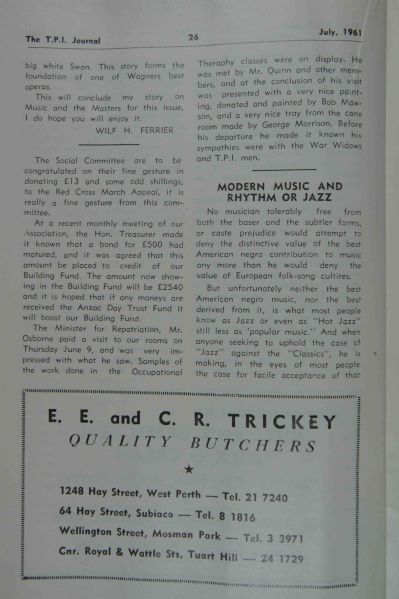 The T.P.I. Journal
26
July, 1961
big white Swan. This story forms the
foundation of one of Wagners best
operas.
This will conclude my story on
Music and the Masters for this issue,
I do hope you will enjoy it.
WILF H. FERRIER
The Social Committee are to be
congratulated on their fine gesture in
donating £13 and some odd shillings,
to the Red Cross March Appeal, it is
really a fine gesture from this com-
mittee.
At a recent monthly meeting of our
Association, the Hon. Treasurer made
it known that a bond for £500 had
matured, and it was agreed that this
amount be placed to credit of our
Building Fund. The amount now show-
ing in the Building Fund will be £2540
and it is hoped that if any moneys are
received the Anzac Day Trust Fund it
will boost our Building Fund.
The Minister for Repatriation, Mr.
Osborne paid a visit to our rooms on
Thursday June 9, and was very im-
pressed with what he saw. Samples of
the work done in the Occupational
Theraphy classes were on display. He
was met by Mr. Quinn and other mem-
bers, and at the conclusion of his visit
was presented with a very nice paint-
ing, donated and painted by Bob Maw-
son, and a very nice tray from the cane
room made by George Morrison. Before
his departure he made it known his
sympathies were with the War Widows
and T.P.I. men.
MODERN MUSIC AND
RHYTHM OR JAZZ
No musician tolerably free from
both the baser and the subtler forms,
or caste prejudice would attempt to
deny the distinctive value of the best
American negro contribution to music
any more than he would deny the
value of European folk-song cultires.
But unfortunately neither the best
American negro music, nor the best
derived from it, is what most people
know as Jazz or even as "Hot Jazz"
still less as 'popular music." And when
anyone seeking to uphold the case of
"Jazz" against the "Classics", he is
making, in the eyes of most people
the case for facile acceptance of that
E. E. and C. R. TRICKEY
QUALITY BUTCHERS
★
1248 Hay Street, West Perth — Tel. 21 7240
64 Hay Street, Subiaco — Tel. 8 1816
Wellington Street, Mosman Park — Tel. 3 3971
Cnr. Royal & Wattle Sts, Tuart Hill — 24 1729